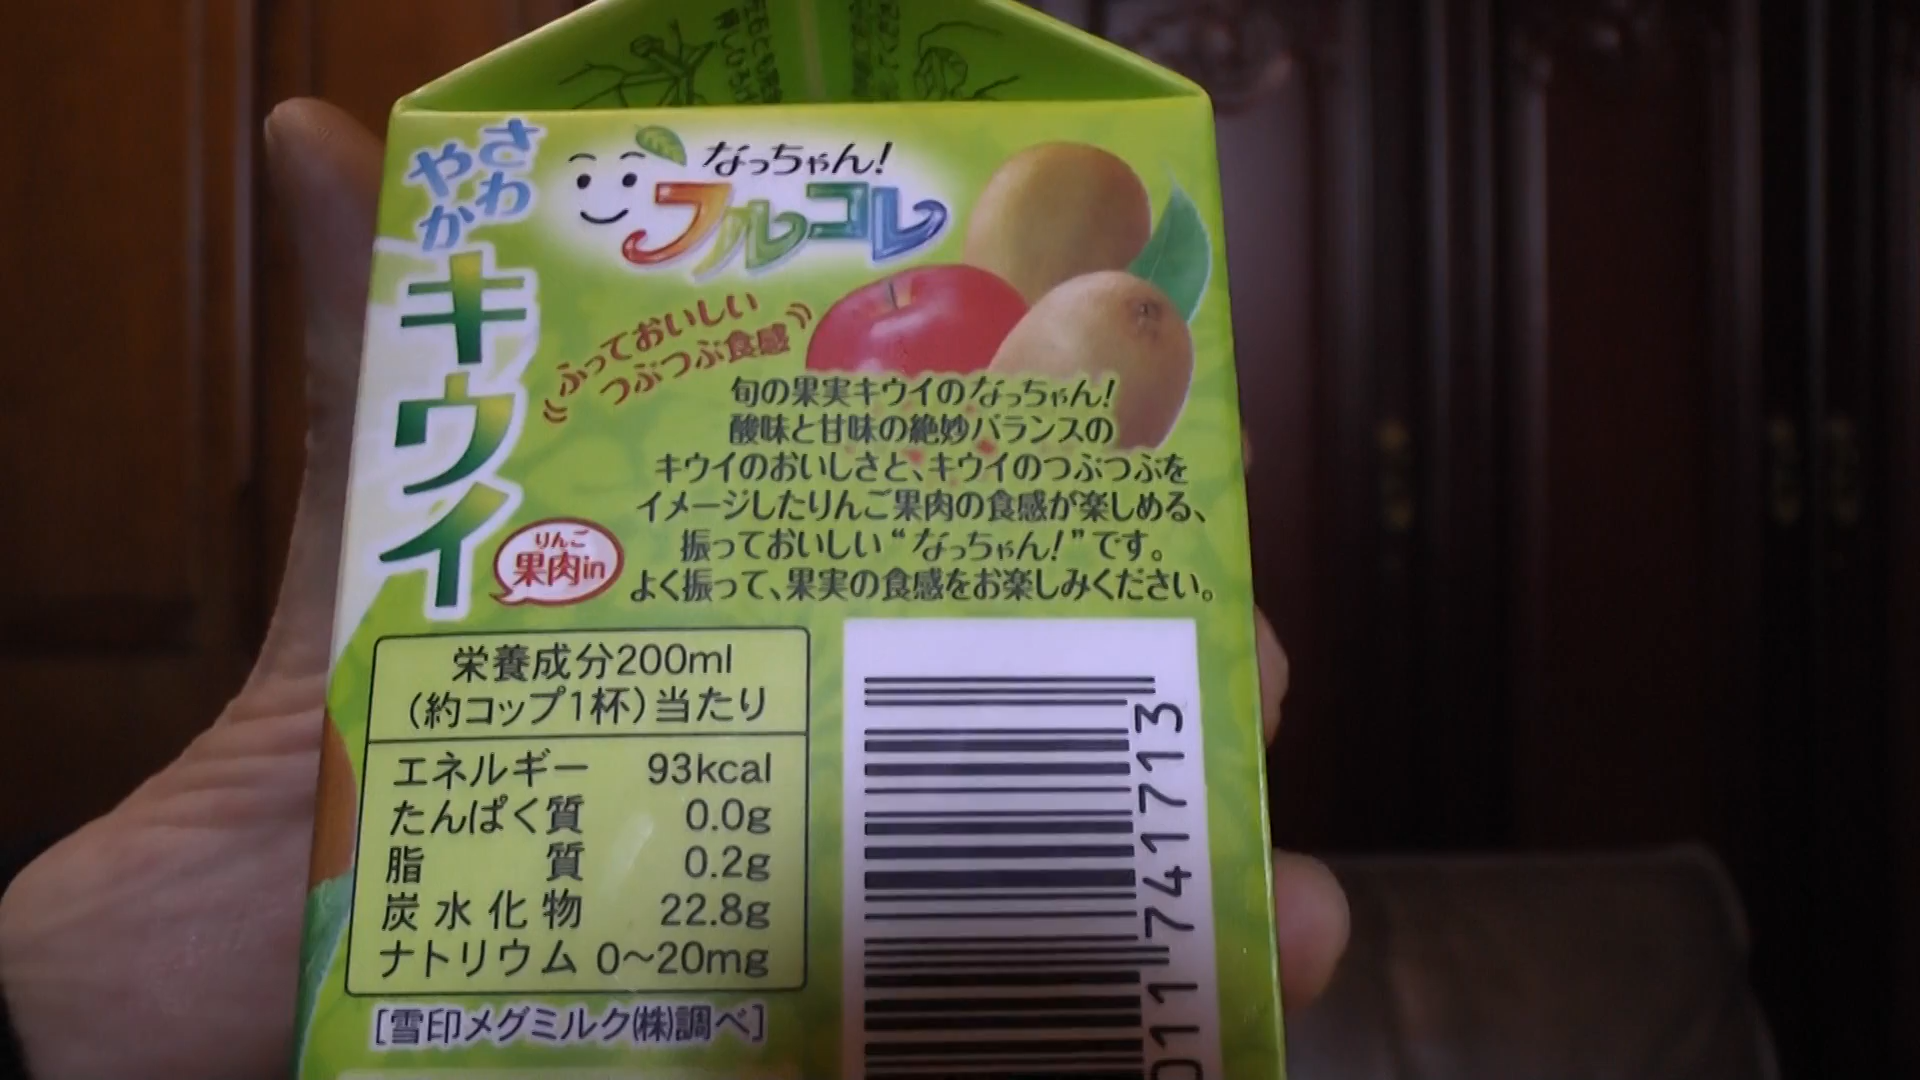 さわやか
キウイ
なっちゃん!
フルコレ
ふっておいしい
つぶつぶ食感
旬の果実キウイのなっちゃん!
酸味と甘味の絶妙バランスの
キウイのおいしさと、キウイのつぶつぶを
イメージしたりんご果肉の食感が楽しめる、
振っておいしい“なっちゃん!”です。
よく振って、果実の食感をお楽しみください。
りんご
果肉in
栄養成分200ml
(約コップ1杯)当たり
エネルギー 93kcal
たんぱく質 0.0g
脂質 0.2g
炭水化物 22.8g
ナトリウム 0~20mg
[雪印メグミルク(株)調べ]
011741713